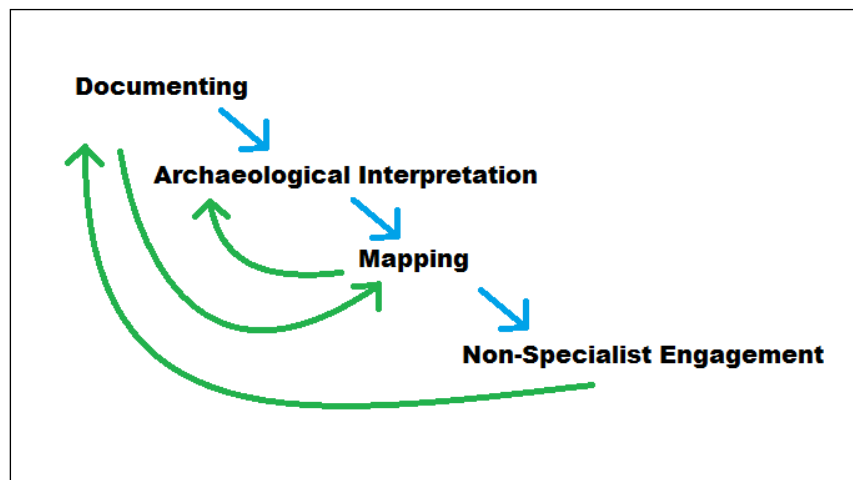 Documenting
Archaeological Interpretation
Mapping
Non-Specialist Engagement